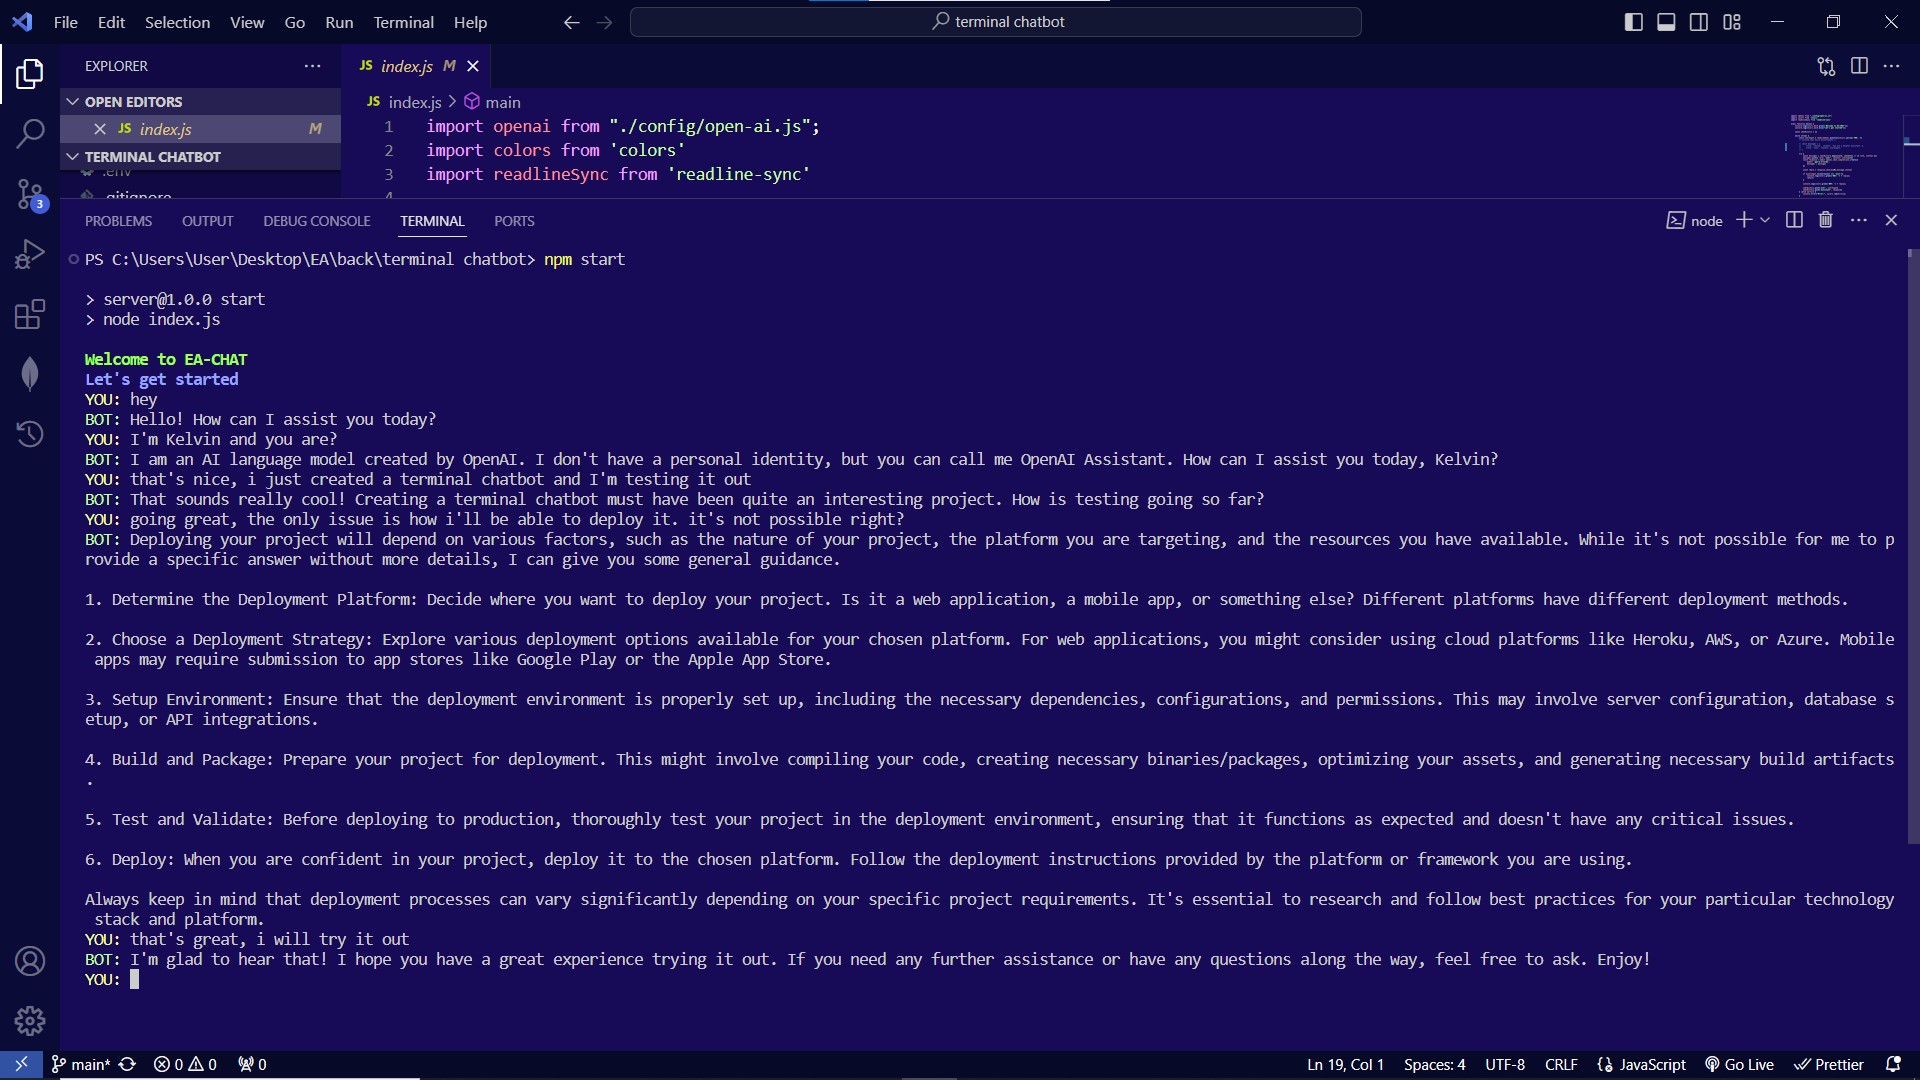 File Edit Selection View Go Run Terminal Help
terminal chatbot
EXPLORER
JS index.js M
OPEN EDITORS
JS index.js M
TERMINAL CHATBOT
.env
.gitignore
JS index.js > main
1 import openai from "./config/open-ai.js";
2 import colors from 'colors'
3 import readlineSync from 'readline-sync'
4
3
PROBLEMS OUTPUT DEBUG CONSOLE TERMINAL PORTS
node
PS C:\Users\User\Desktop\EA\back\terminal chatbot> npm start
> server@1.0.0 start
> node index.js
Welcome to EA-CHAT
Let's get started
YOU: hey
BOT: Hello! How can I assist you today?
YOU: I'm Kelvin and you are?
BOT: I am an AI language model created by OpenAI. I don't have a personal identity, but you can call me OpenAI Assistant. How can I assist you today, Kelvin?
YOU: that's nice, i just created a terminal chatbot and I'm testing it out
BOT: That sounds really cool! Creating a terminal chatbot must have been quite an interesting project. How is testing going so far?
YOU: going great, the only issue is how i'll be able to deploy it. it's not possible right?
BOT: Deploying your project will depend on various factors, such as the nature of your project, the platform you are targeting, and the resources you have available. While it's not possible for me to p
rovide a specific answer without more details, I can give you some general guidance.
1. Determine the Deployment Platform: Decide where you want to deploy your project. Is it a web application, a mobile app, or something else? Different platforms have different deployment methods.
2. Choose a Deployment Strategy: Explore various deployment options available for your chosen platform. For web applications, you might consider using cloud platforms like Heroku, AWS, or Azure. Mobile
apps may require submission to app stores like Google Play or the Apple App Store.
3. Setup Environment: Ensure that the deployment environment is properly set up, including the necessary dependencies, configurations, and permissions. This may involve server configuration, database s
etup, or API integrations.
4. Build and Package: Prepare your project for deployment. This might involve compiling your code, creating necessary binaries/packages, optimizing your assets, and generating necessary build artifacts
.
5. Test and Validate: Before deploying to production, thoroughly test your project in the deployment environment, ensuring that it functions as expected and doesn't have any critical issues.
6. Deploy: When you are confident in your project, deploy it to the chosen platform. Follow the deployment instructions provided by the platform or framework you are using.
Always keep in mind that deployment processes can vary significantly depending on your specific project requirements. It's essential to research and follow best practices for your particular technology
stack and platform.
YOU: that's great, i will try it out
BOT: I'm glad to hear that! I hope you have a great experience trying it out. If you need any further assistance or have any questions along the way, feel free to ask. Enjoy!
YOU:
main* 0 0 0 Ln 19, Col 1 Spaces: 4 UTF-8 CRLF {} JavaScript Go Live Prettier